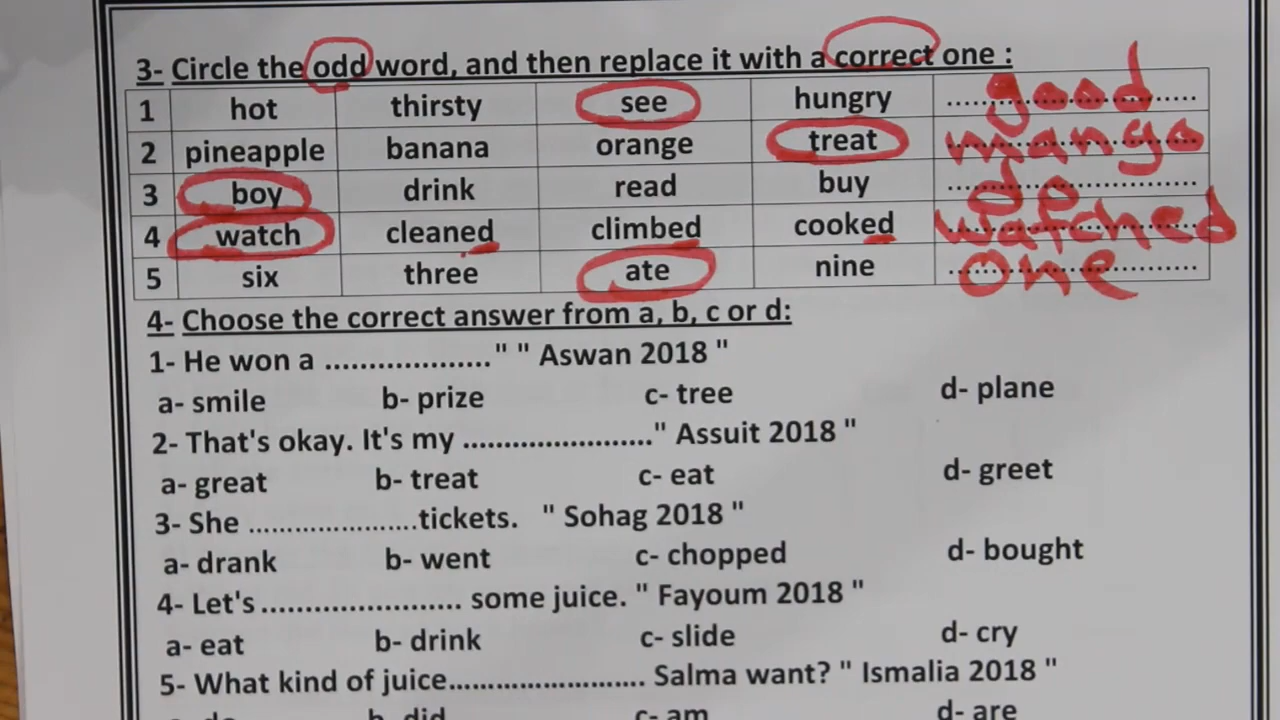 3- Circle the odd word, and then replace it with a correct one :
1 hot thirsty see hungry .......... good
2 pineapple banana orange treat mango
3 boy drink read buy .......... do
4 watch cleaned climbed cooked watched
5 six three ate nine .......... one
4- Choose the correct answer from a, b, c or d:
1- He won a ...................." " Aswan 2018 "
a- smile b- prize c- tree d- plane
2- That's okay. It's my ......................." Assuit 2018 "
a- great b- treat c- eat d- greet
3- She .....................tickets. " Sohag 2018 "
a- drank b- went c- chopped d- bought
4- Let's ........................ some juice. " Fayoum 2018 "
a- eat b- drink c- slide d- cry
5- What kind of juice......................... Salma want? " Ismalia 2018 "
a- do b- did c- am d- are